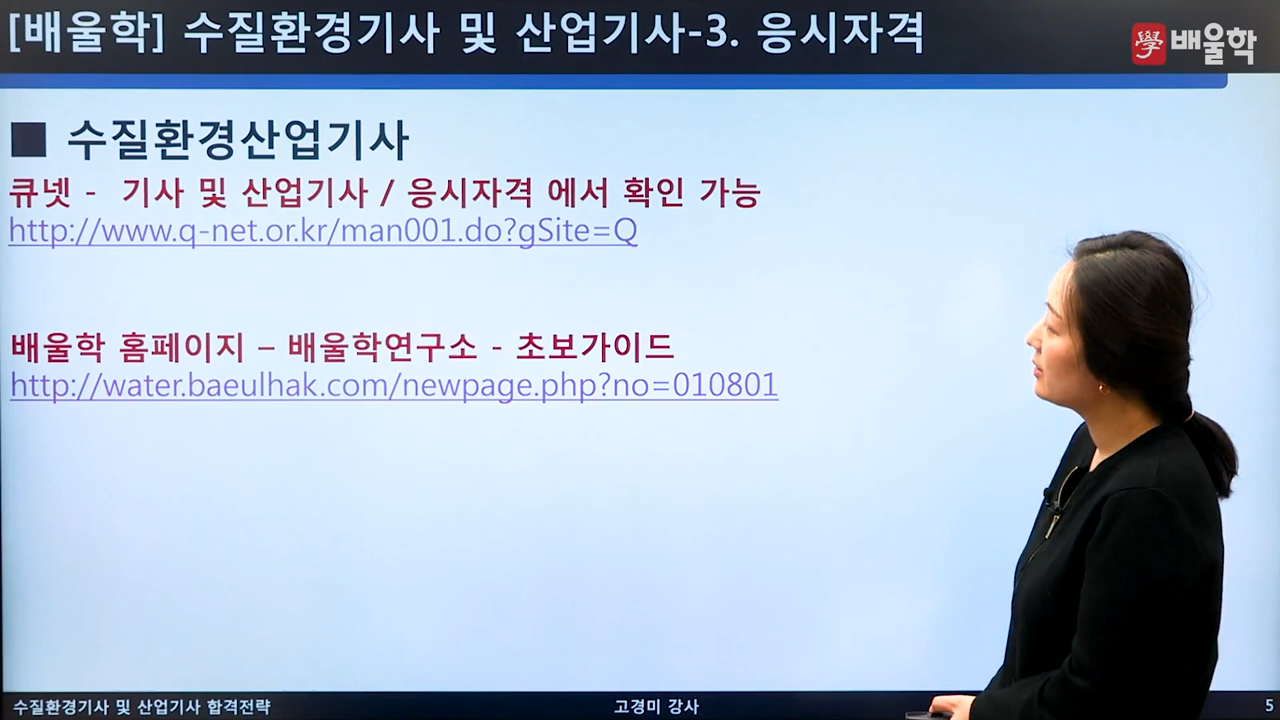 [배울학] 수질환경기사 및 산업기사-3. 응시자격
學 배울학
■ 수질환경산업기사
큐넷 - 기사 및 산업기사 / 응시자격 에서 확인 가능
http://www.q-net.or.kr/man001.do?gSite=Q
배울학 홈페이지 – 배울학연구소 - 초보가이드
http://water.baeulhak.com/newpage.php?no=010801
수질환경기사 및 산업기사 합격전략
고경미 강사
5